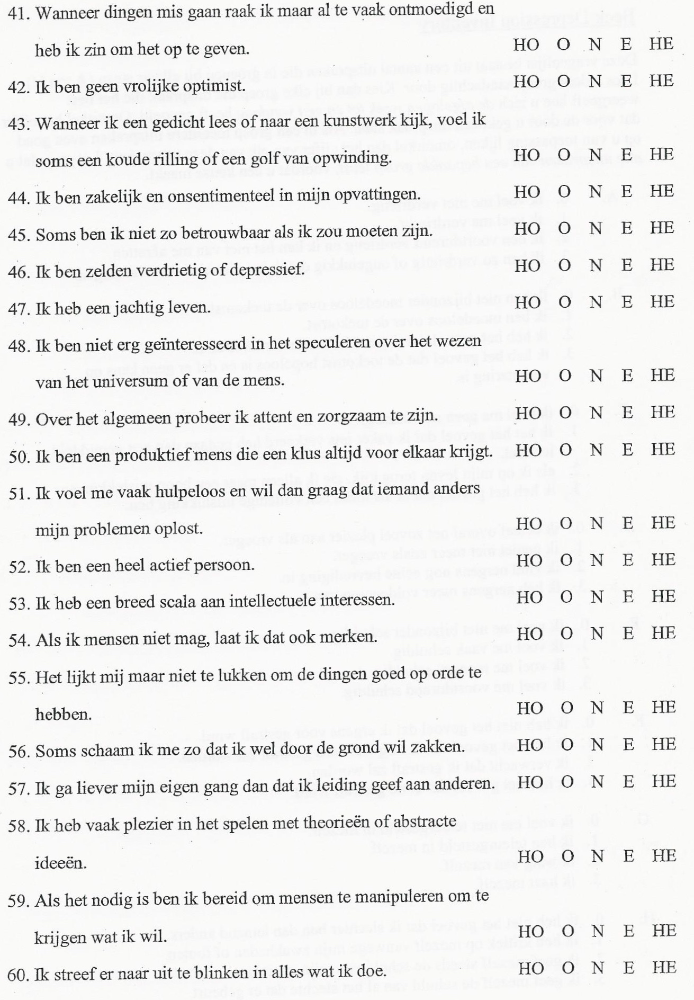 41. Wanneer dingen mis gaan raak ik maar al te vaak ontmoedigd en
heb ik zin om het op te geven. HO O N E HE
42. Ik ben geen vrolijke optimist. HO O N E HE
43. Wanneer ik een gedicht lees of naar een kunstwerk kijk, voel ik
soms een koude rilling of een golf van opwinding. HO O N E HE
44. Ik ben zakelijk en onsentimenteel in mijn opvattingen. HO O N E HE
45. Soms ben ik niet zo betrouwbaar als ik zou moeten zijn. HO O N E HE
46. Ik ben zelden verdrietig of depressief. HO O N E HE
47. Ik heb een jachtig leven. HO O N E HE
48. Ik ben niet erg geïnteresseerd in het speculeren over het wezen
van het universum of van de mens. HO O N E HE
49. Over het algemeen probeer ik attent en zorgzaam te zijn. HO O N E HE
50. Ik ben een produktief mens die een klus altijd voor elkaar krijgt. HO O N E HE
51. Ik voel me vaak hulpeloos en wil dan graag dat iemand anders
mijn problemen oplost. HO O N E HE
52. Ik ben een heel actief persoon. HO O N E HE
53. Ik heb een breed scala aan intellectuele interessen. HO O N E HE
54. Als ik mensen niet mag, laat ik dat ook merken. HO O N E HE
55. Het lijkt mij maar niet te lukken om de dingen goed op orde te
hebben. HO O N E HE
56. Soms schaam ik me zo dat ik wel door de grond wil zakken. HO O N E HE
57. Ik ga liever mijn eigen gang dan dat ik leiding geef aan anderen. HO O N E HE
58. Ik heb vaak plezier in het spelen met theorieën of abstracte
ideeën. HO O N E HE
59. Als het nodig is ben ik bereid om mensen te manipuleren om te
krijgen wat ik wil. HO O N E HE
60. Ik streef er naar uit te blinken in alles wat ik doe. HO O N E HE